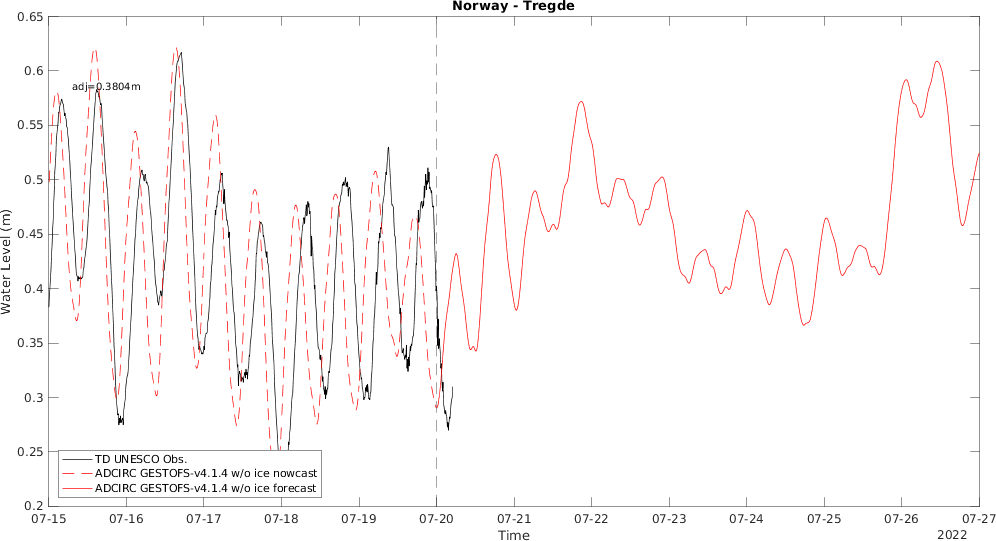 Norway - Tregde
0.65
0.6
0.55
0.5
0.45
0.4
0.35
0.3
0.25
0.2
Water Level (m)
adj=0.3804m
TD UNESCO Obs.
ADCIRC GESTOFS-v4.1.4 w/o ice nowcast
ADCIRC GESTOFS-v4.1.4 w/o ice forecast
07-15 07-16 07-17 07-18 07-19 07-20 07-21 07-22 07-23 07-24 07-25 07-26 07-27
Time
2022